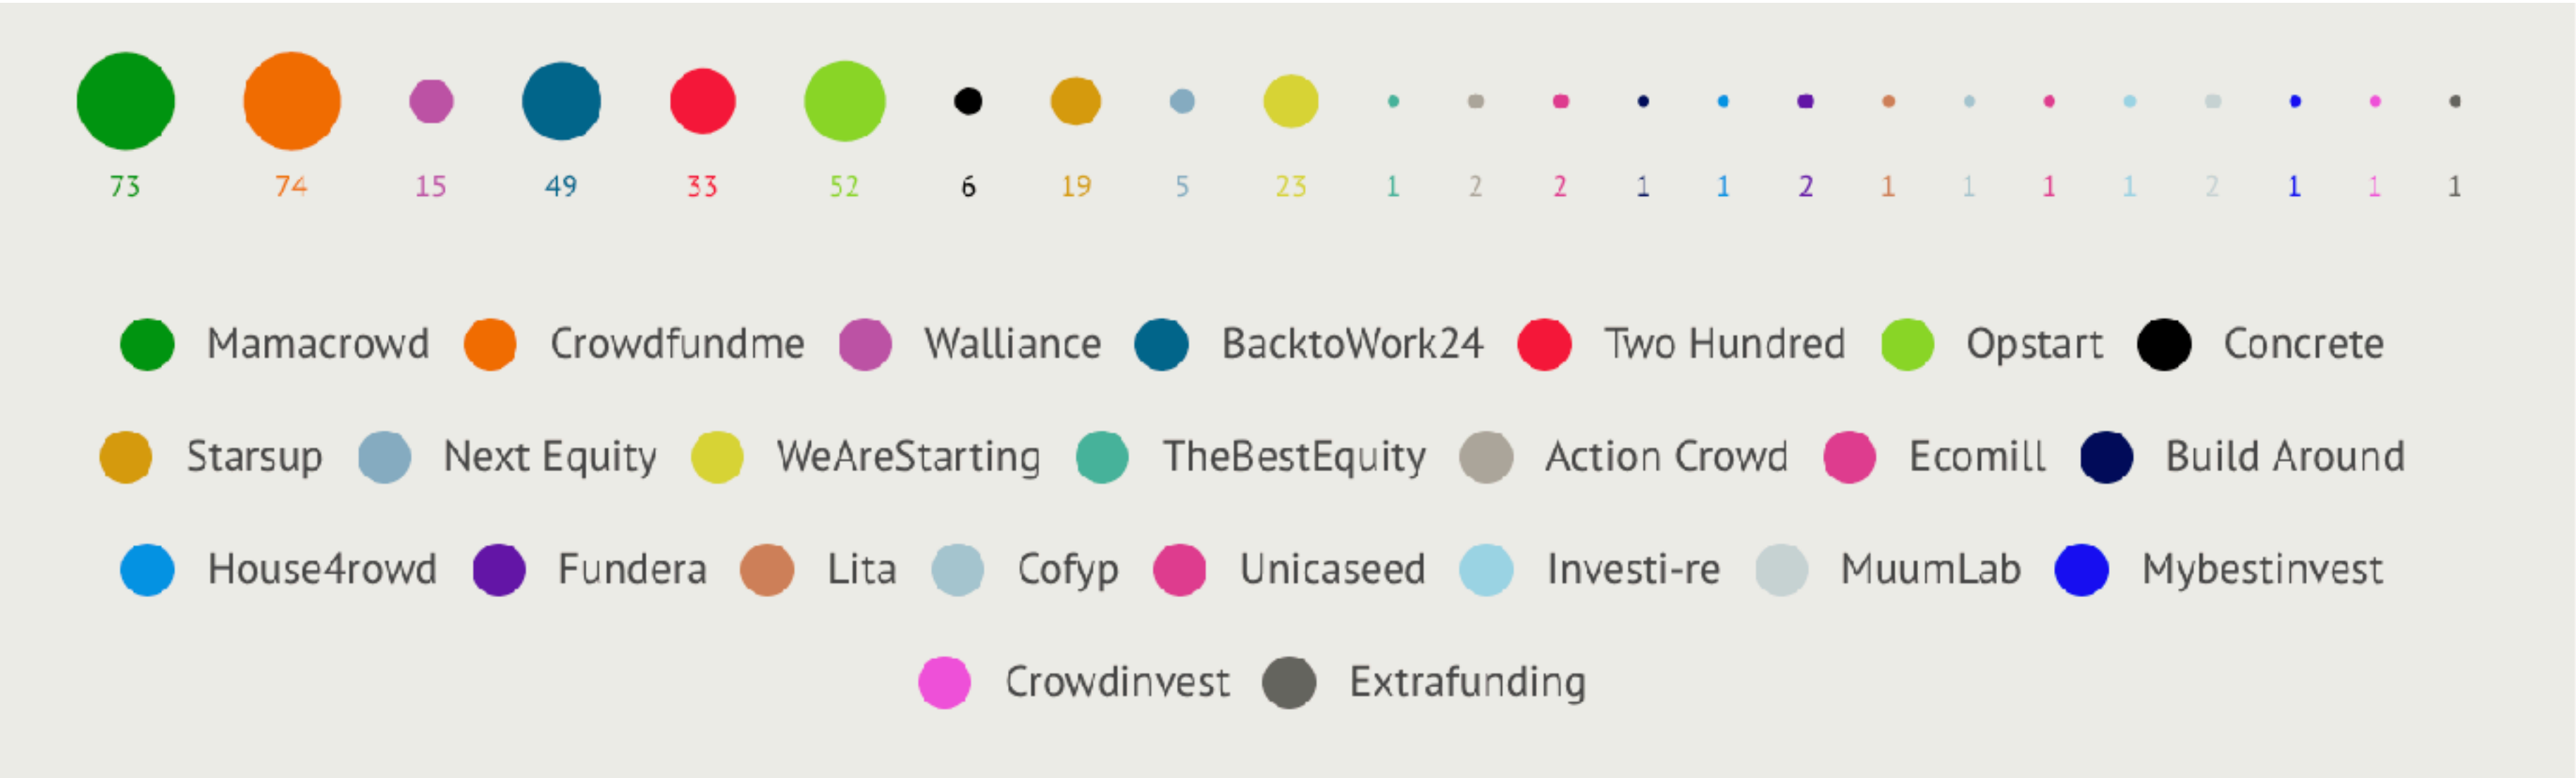 73 74 15 49 33 52 6 19 5 23 1 2 2 1 1 2 1 1 1 1 2 1 1 1
Mamacrowd Crowdfundme Walliance BacktoWork24 Two Hundred Opstart Concrete
Starsup Next Equity WeAreStarting TheBestEquity Action Crowd Ecomill Build Around
House4rowd Fundera Lita Cofyp Unicaseed Investi-re MuumLab Mybestinvest
Crowdinvest Extrafunding